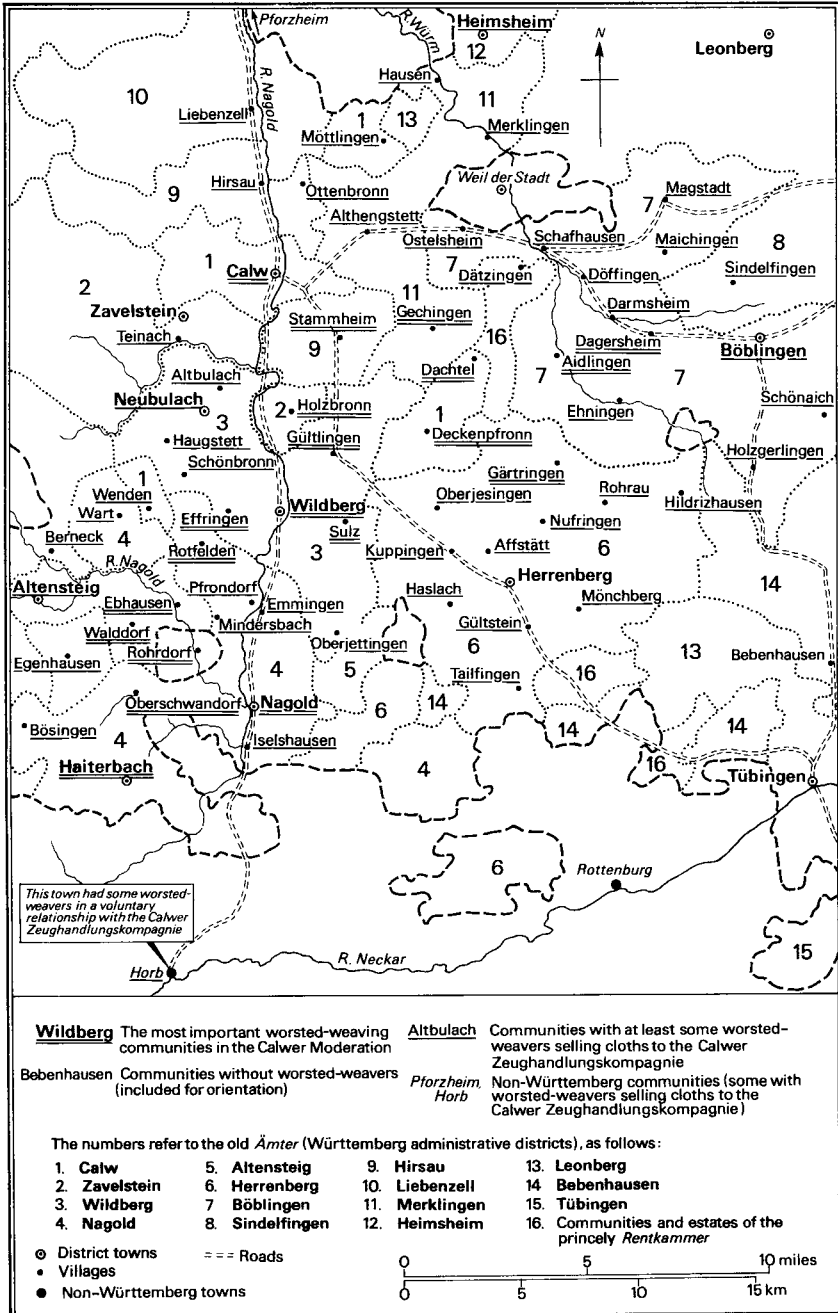 Pforzheim
R. Würm
Heimsheim
12
N
Leonberg
10
R. Nagold
Hausen
11
Liebenzell
1
13
Möttlingen
Merklingen
9
Hirsau
Ottenbronn
Weil der Stadt
7
Magstadt
Althengstett
Ostelsheim
Schafhausen
Maichingen
8
1
Calw
7
Dätzingen
Döffingen
Sindelfingen
2
Zavelstein
11
Gechingen
Darmsheim
Stammheim
9
16
Dagersheim
Böblingen
Teinach
Dachtel
7
Aidlingen
7
Altbulach
Neubulach
2
Holzbronn
Ehningen
Schönaich
3
Haugstett
Gültlingen
1
Deckenpfronn
Holzgerlingen
Schönbronn
Gärtringen
1
Wenden
Wildberg
Oberjesingen
Rohrau
Hildrizhausen
Wart
Effringen
Sulz
Nufringen
4
Rotfelden
3
Kuppingen
Affstätt
6
Berneck
R. Nagold
Herrenberg
14
Altensteig
Pfrondorf
Haslach
Mönchberg
Ebhausen
Emmingen
Mindersbach
Gültstein
Walddorf
Oberjettingen
6
13
Bebenhausen
Egenhausen
Rohrdorf
4
5
Tailfingen
16
Oberschwandorf
Nagold
6
14
14
14
Bösingen
4
Iselshausen
4
16
Haiterbach
Tübingen
6
Rottenburg
This town had some worsted-
weavers in a voluntary
relationship with the Calwer
Zeughandlungskompagnie
15
R. Neckar
Horb
Wildberg The most important worsted-weaving
communities in the Calwer Moderation
Bebenhausen Communities without worsted-weavers
(included for orientation)
Altbulach Communities with at least some worsted-
weavers selling cloths to the Calwer
Zeughandlungskompagnie
Pforzheim, Non-Württemberg communities (some with
Horb worsted-weavers selling cloths to the
Calwer Zeughandlungskompagnie)
The numbers refer to the old Ämter (Württemberg administrative districts), as follows:
1. Calw
2. Zavelstein
3. Wildberg
4. Nagold
5. Altensteig
6. Herrenberg
7 Böblingen
8. Sindelfingen
9. Hirsau
10. Liebenzell
11. Merklingen
12. Heimsheim
13. Leonberg
14 Bebenhausen
15. Tübingen
16. Communities and estates of the
princely Rentkammer
District towns
Villages
Non-Württemberg towns
=== Roads
0 5 10 miles
0 5 10 15 km